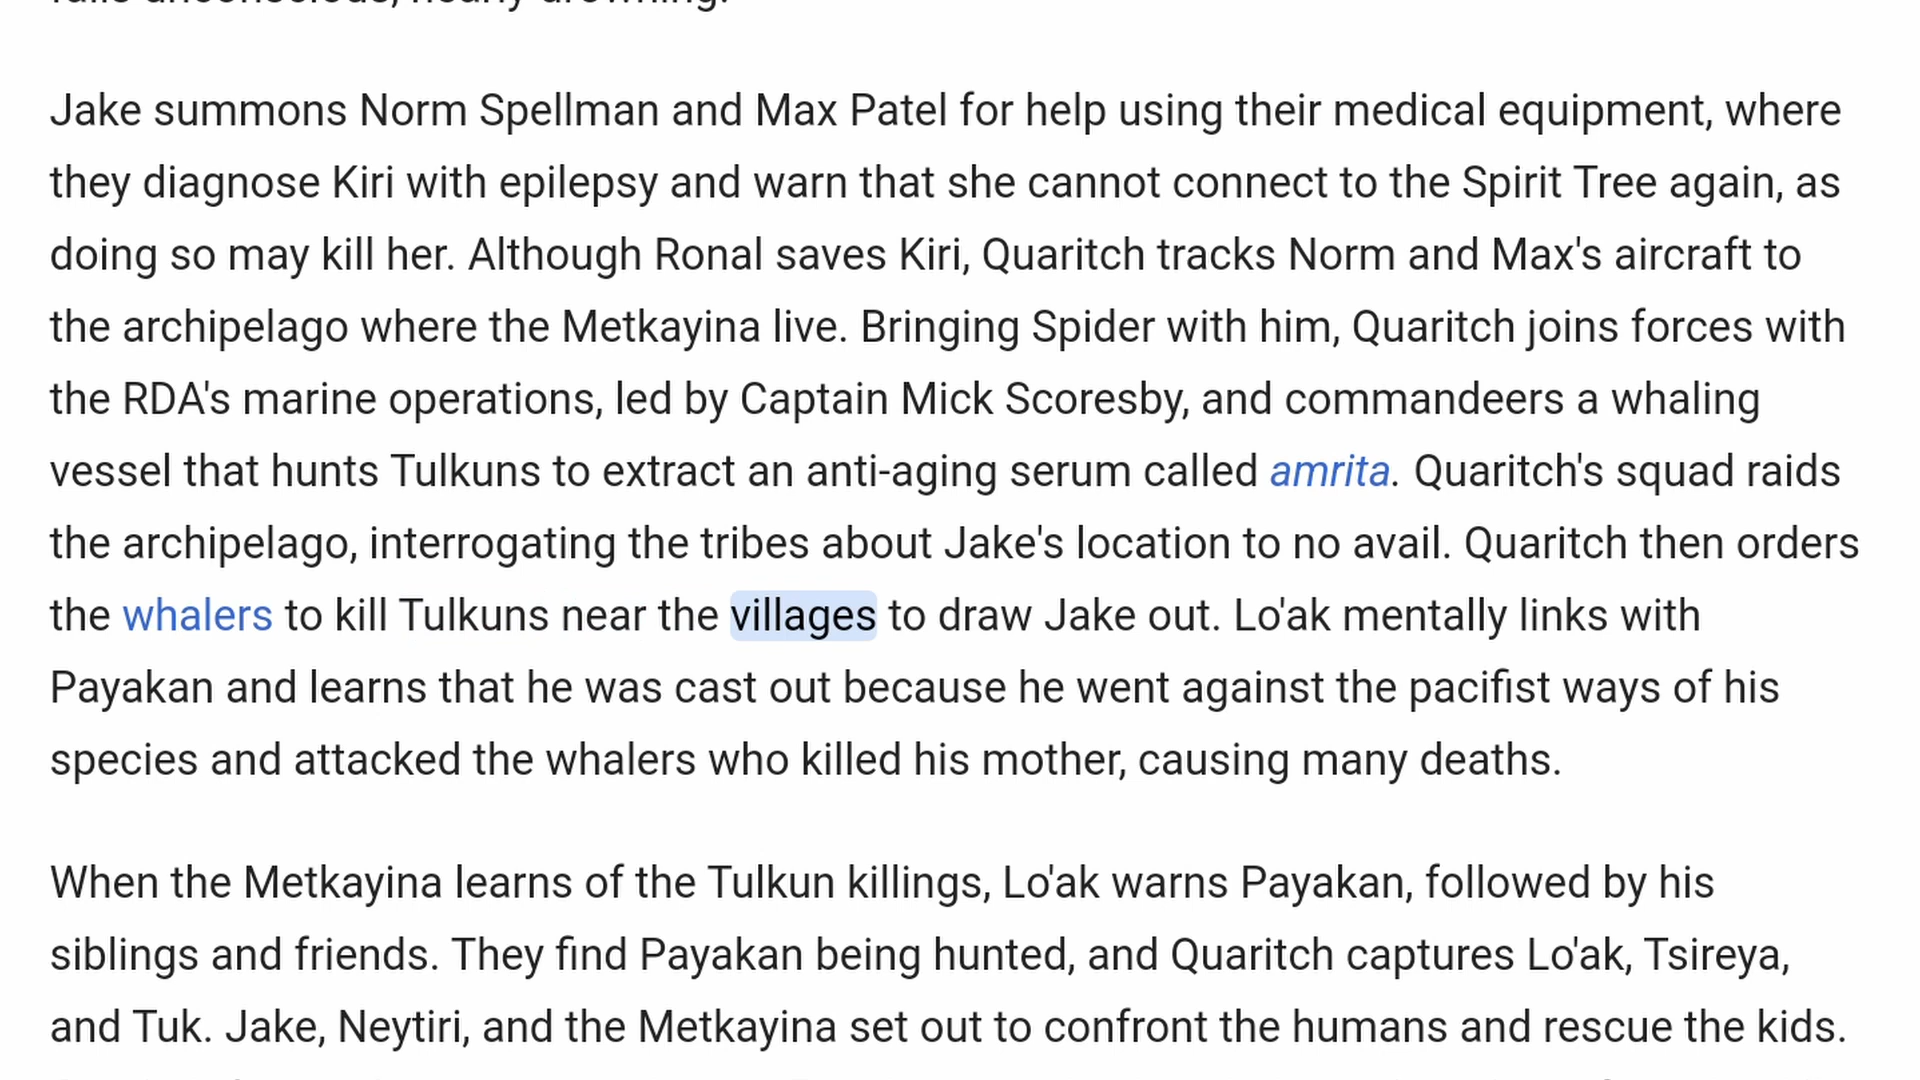 Jake summons Norm Spellman and Max Patel for help using their medical equipment, where
they diagnose Kiri with epilepsy and warn that she cannot connect to the Spirit Tree again, as
doing so may kill her. Although Ronal saves Kiri, Quaritch tracks Norm and Max's aircraft to
the archipelago where the Metkayina live. Bringing Spider with him, Quaritch joins forces with
the RDA's marine operations, led by Captain Mick Scoresby, and commandeers a whaling
vessel that hunts Tulkuns to extract an anti-aging serum called amrita. Quaritch's squad raids
the archipelago, interrogating the tribes about Jake's location to no avail. Quaritch then orders
the whalers to kill Tulkuns near the villages to draw Jake out. Lo'ak mentally links with
Payakan and learns that he was cast out because he went against the pacifist ways of his
species and attacked the whalers who killed his mother, causing many deaths.
When the Metkayina learns of the Tulkun killings, Lo'ak warns Payakan, followed by his
siblings and friends. They find Payakan being hunted, and Quaritch captures Lo'ak, Tsireya,
and Tuk. Jake, Neytiri, and the Metkayina set out to confront the humans and rescue the kids.